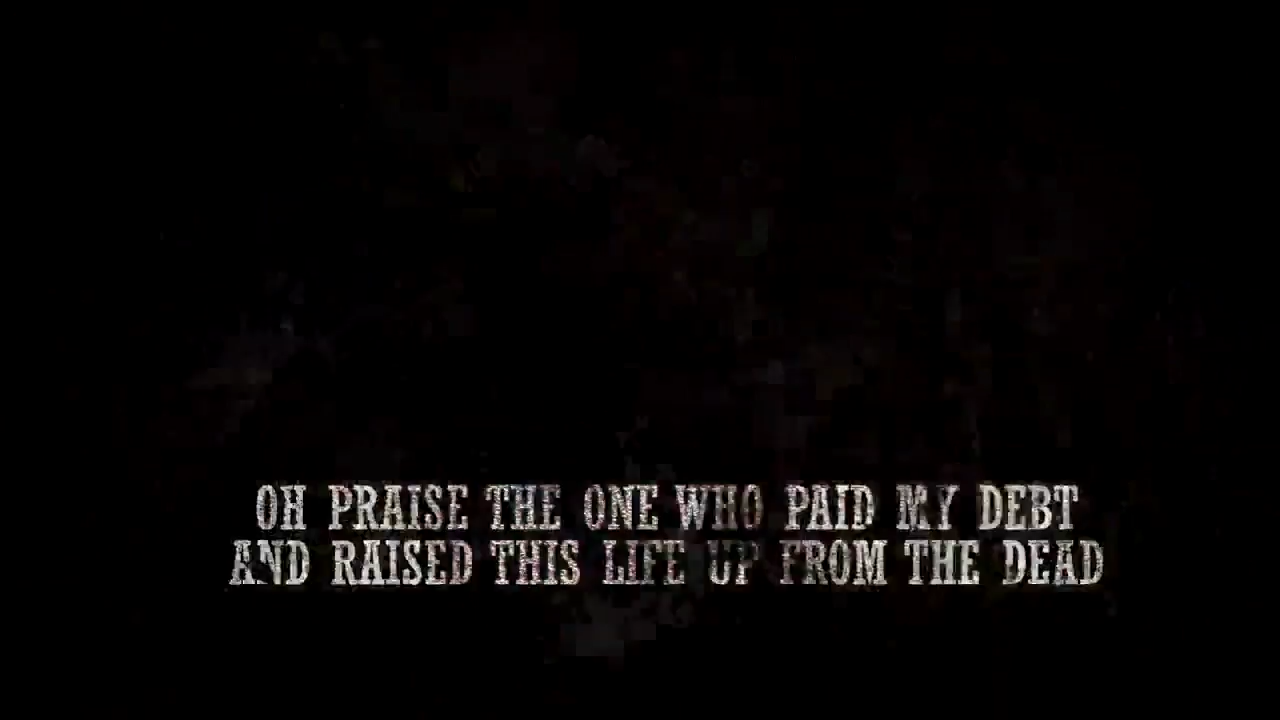 OH PRAISE THE ONE WHO PAID MY DEBT
AND RAISED THIS LIFE UP FROM THE DEAD